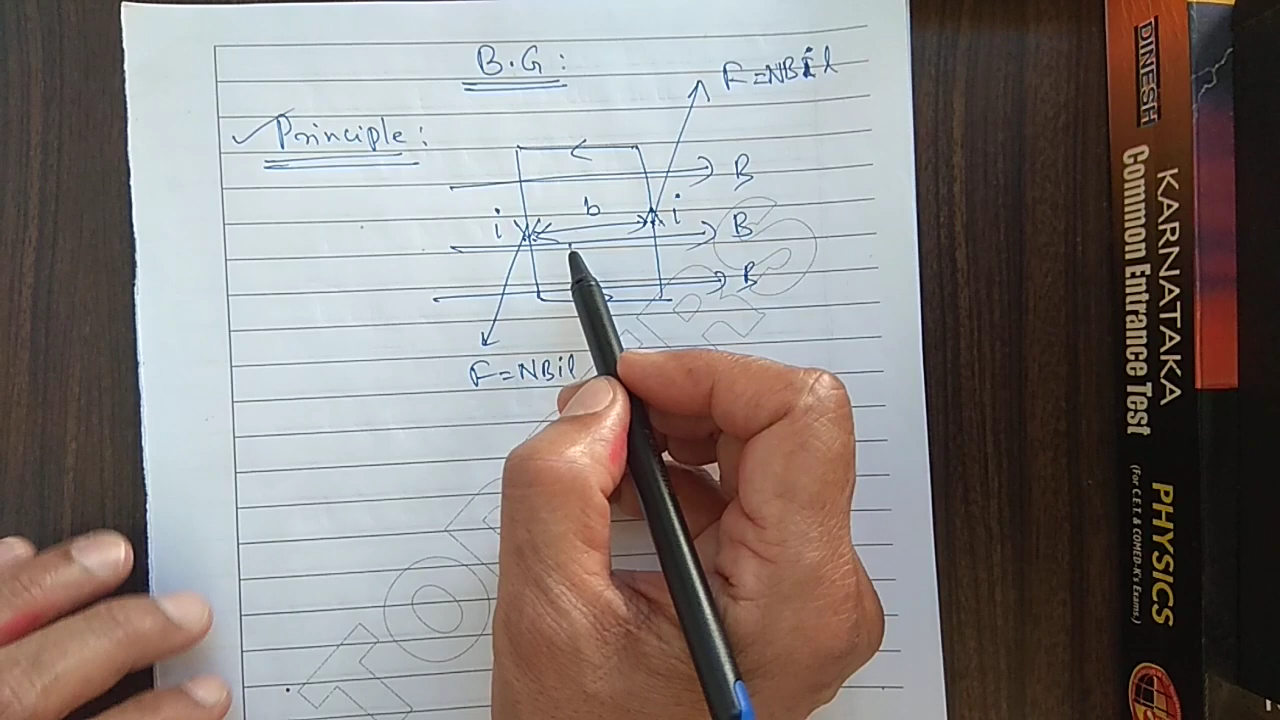 B.G:
F=NBil
Principle:
B
b
i
i
B
B
F=NBil
DINESH
KARNATAKA
Common Entrance Test
(For C.E.T. & COMED-K's Exams.)
PHYSICS